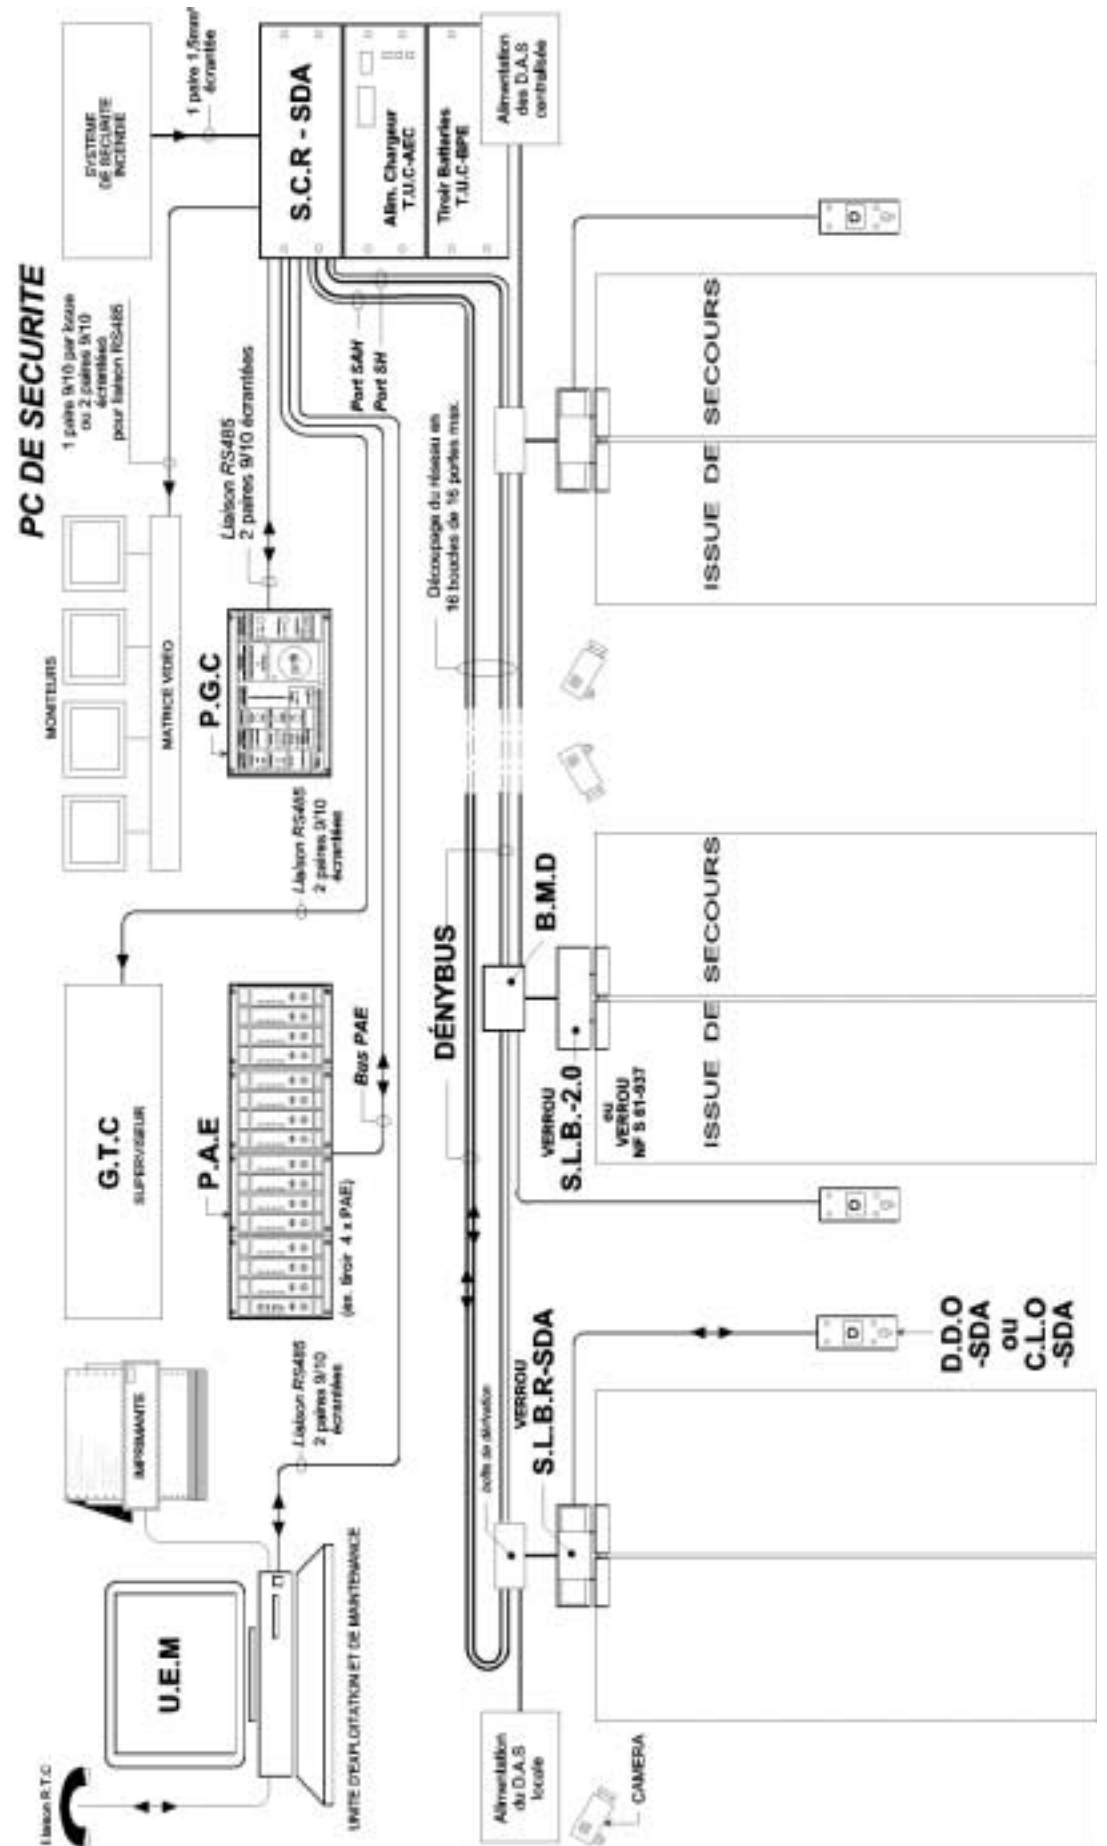 PC DE SECURITE
liaison R.T.C
U.E.M
UNITE D'EXPLOITATION ET DE MAINTENANCE
IMPRIMANTE
Liaison RS485
2 paires 9/10
écrantées
G.T.C
SUPERVISEUR
P.A.E
(ex. tiroir 4 x PAE)
Bus PAE
Liaison RS485
2 paires 9/10
écrantées
MONITEURS
MATRICE VIDÉO
P.G.C
Liaison RS485
2 paires 9/10 écrantées
1 paire 9/10 par issue
ou 2 paires 9/10
écrantées
pour liaison RS485
SYSTEME
DE SECURITE
INCENDIE
1 paire 1,5mm²
écrantée
S.C.R - SDA
Alim. Chargeur
T.U.C-AEC
Tiroir Batteries
T.U.C-BPE
Port SAH
Port SH
Alimentation
des D.A.S
centralisée
Découpage du réseau en
16 boucles de 16 portes max.
DÉNYBUS
B.M.D
boîte de dérivation
VERROU
S.L.B.R-SDA
VERROU
S.L.B.-2.0
ou
VERROU
NF S 61-937
Alimentation
du D.A.S
locale
CAMERA
D
D.D.O
-SDA
ou
C.L.O
-SDA
D
ISSUE DE SECOURS
ISSUE DE SECOURS
D